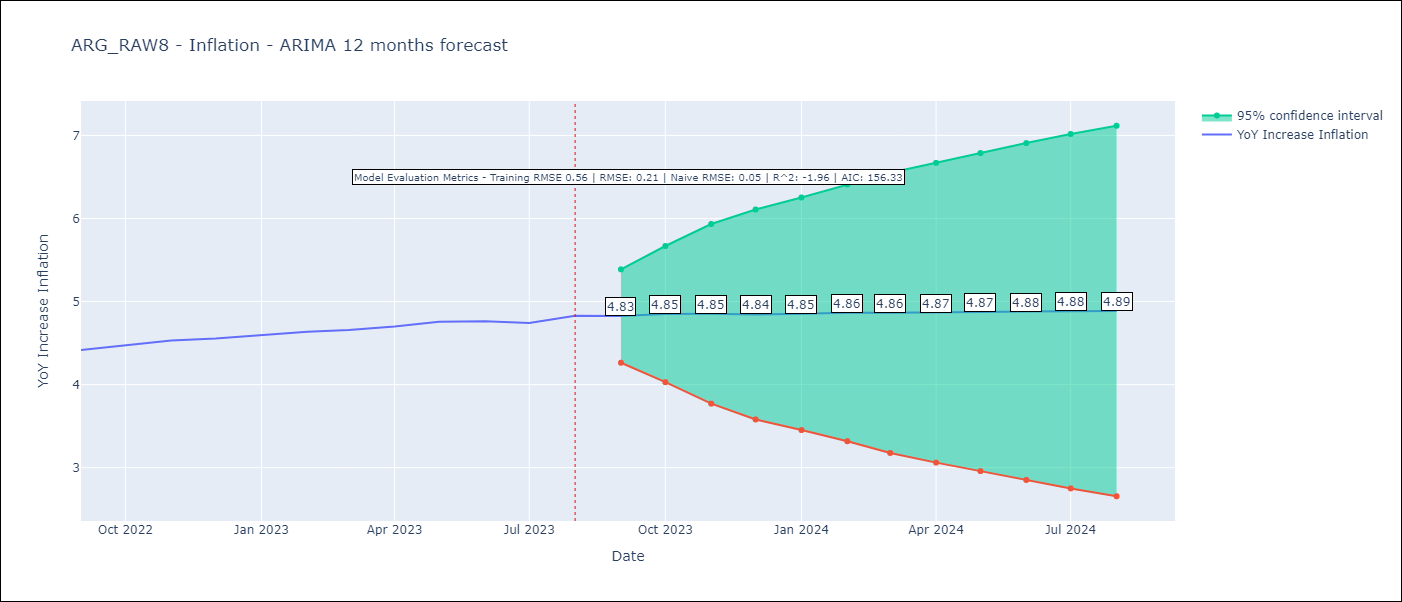 ARG_RAW8 - Inflation - ARIMA 12 months forecast
95% confidence interval
YoY Increase Inflation
Model Evaluation Metrics - Training RMSE 0.56 | RMSE: 0.21 | Naive RMSE: 0.05 | R^2: -1.96 | AIC: 156.33
YoY Increase Inflation
7
6
5
4
3
4.83 4.85 4.85 4.84 4.85 4.86 4.86 4.87 4.87 4.88 4.88 4.89
Oct 2022 Jan 2023 Apr 2023 Jul 2023 Oct 2023 Jan 2024 Apr 2024 Jul 2024
Date